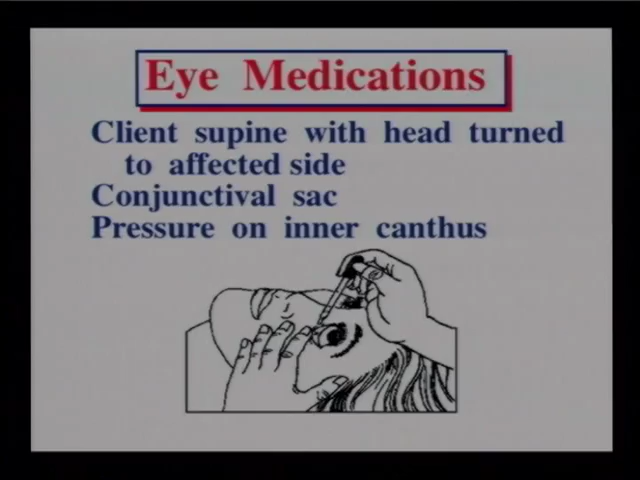 Eye Medications
Client supine with head turned
to affected side
Conjunctival sac
Pressure on inner canthus